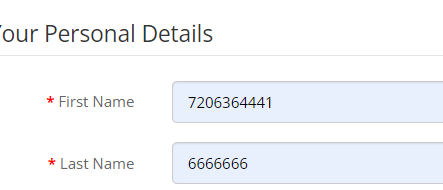 Your Personal Details
* First Name 7206364441
* Last Name 6666666